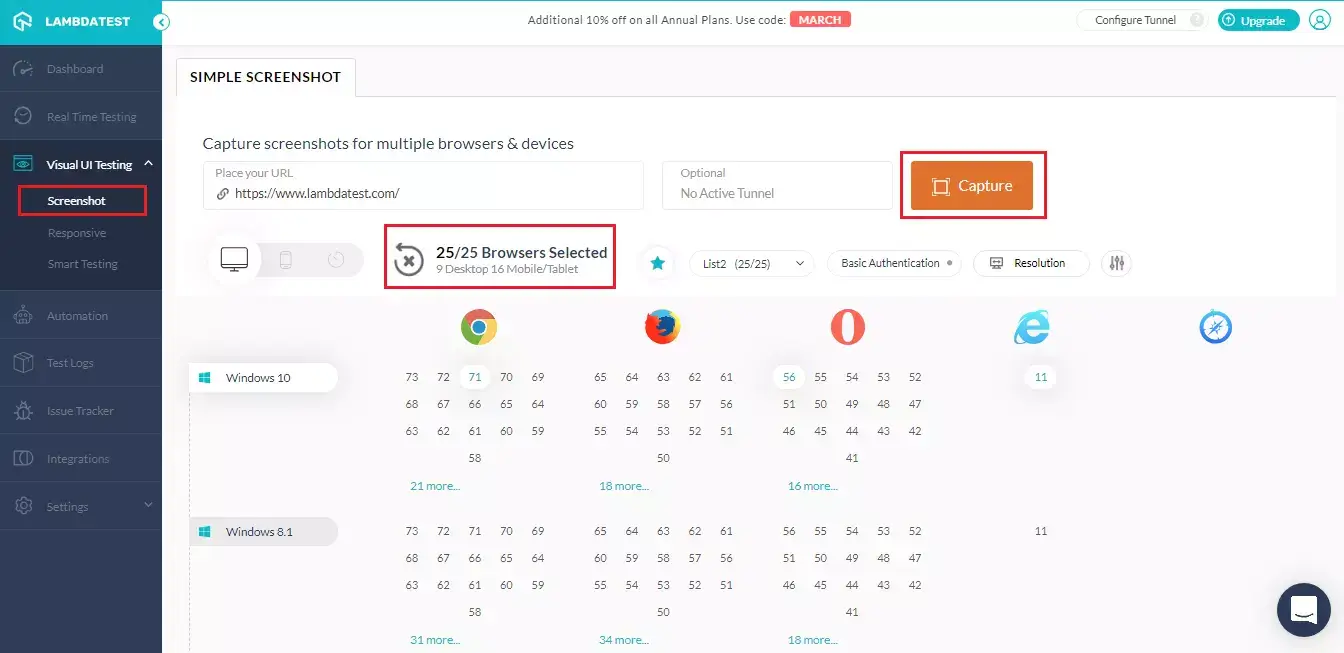 LAMBDATEST
Additional 10% off on all Annual Plans. Use code: MARCH
Configure Tunnel ?
Upgrade
Dashboard
Real Time Testing
Visual UI Testing
Screenshot
Responsive
Smart Testing
Automation
Test Logs
Issue Tracker
Integrations
Settings
SIMPLE SCREENSHOT
Capture screenshots for multiple browsers & devices
Place your URL
https://www.lambdatest.com/
Optional
No Active Tunnel
Capture
25/25 Browsers Selected
9 Desktop 16 Mobile/Tablet
List2 (25/25)
Basic Authentication
Resolution
Windows 10
73 72 71 70 69 65 64 63 62 61 56 55 54 53 52 11
68 67 66 65 64 60 59 58 57 56 51 50 49 48 47
63 62 61 60 59 55 54 53 52 51 46 45 44 43 42
58 50 41
21 more... 18 more... 16 more...
Windows 8.1
73 72 71 70 69 65 64 63 62 61 56 55 54 53 52 11
68 67 66 65 64 60 59 58 57 56 51 50 49 48 47
63 62 61 60 59 55 54 53 52 51 46 45 44 43 42
58 50 41
31 more... 34 more... 18 more...